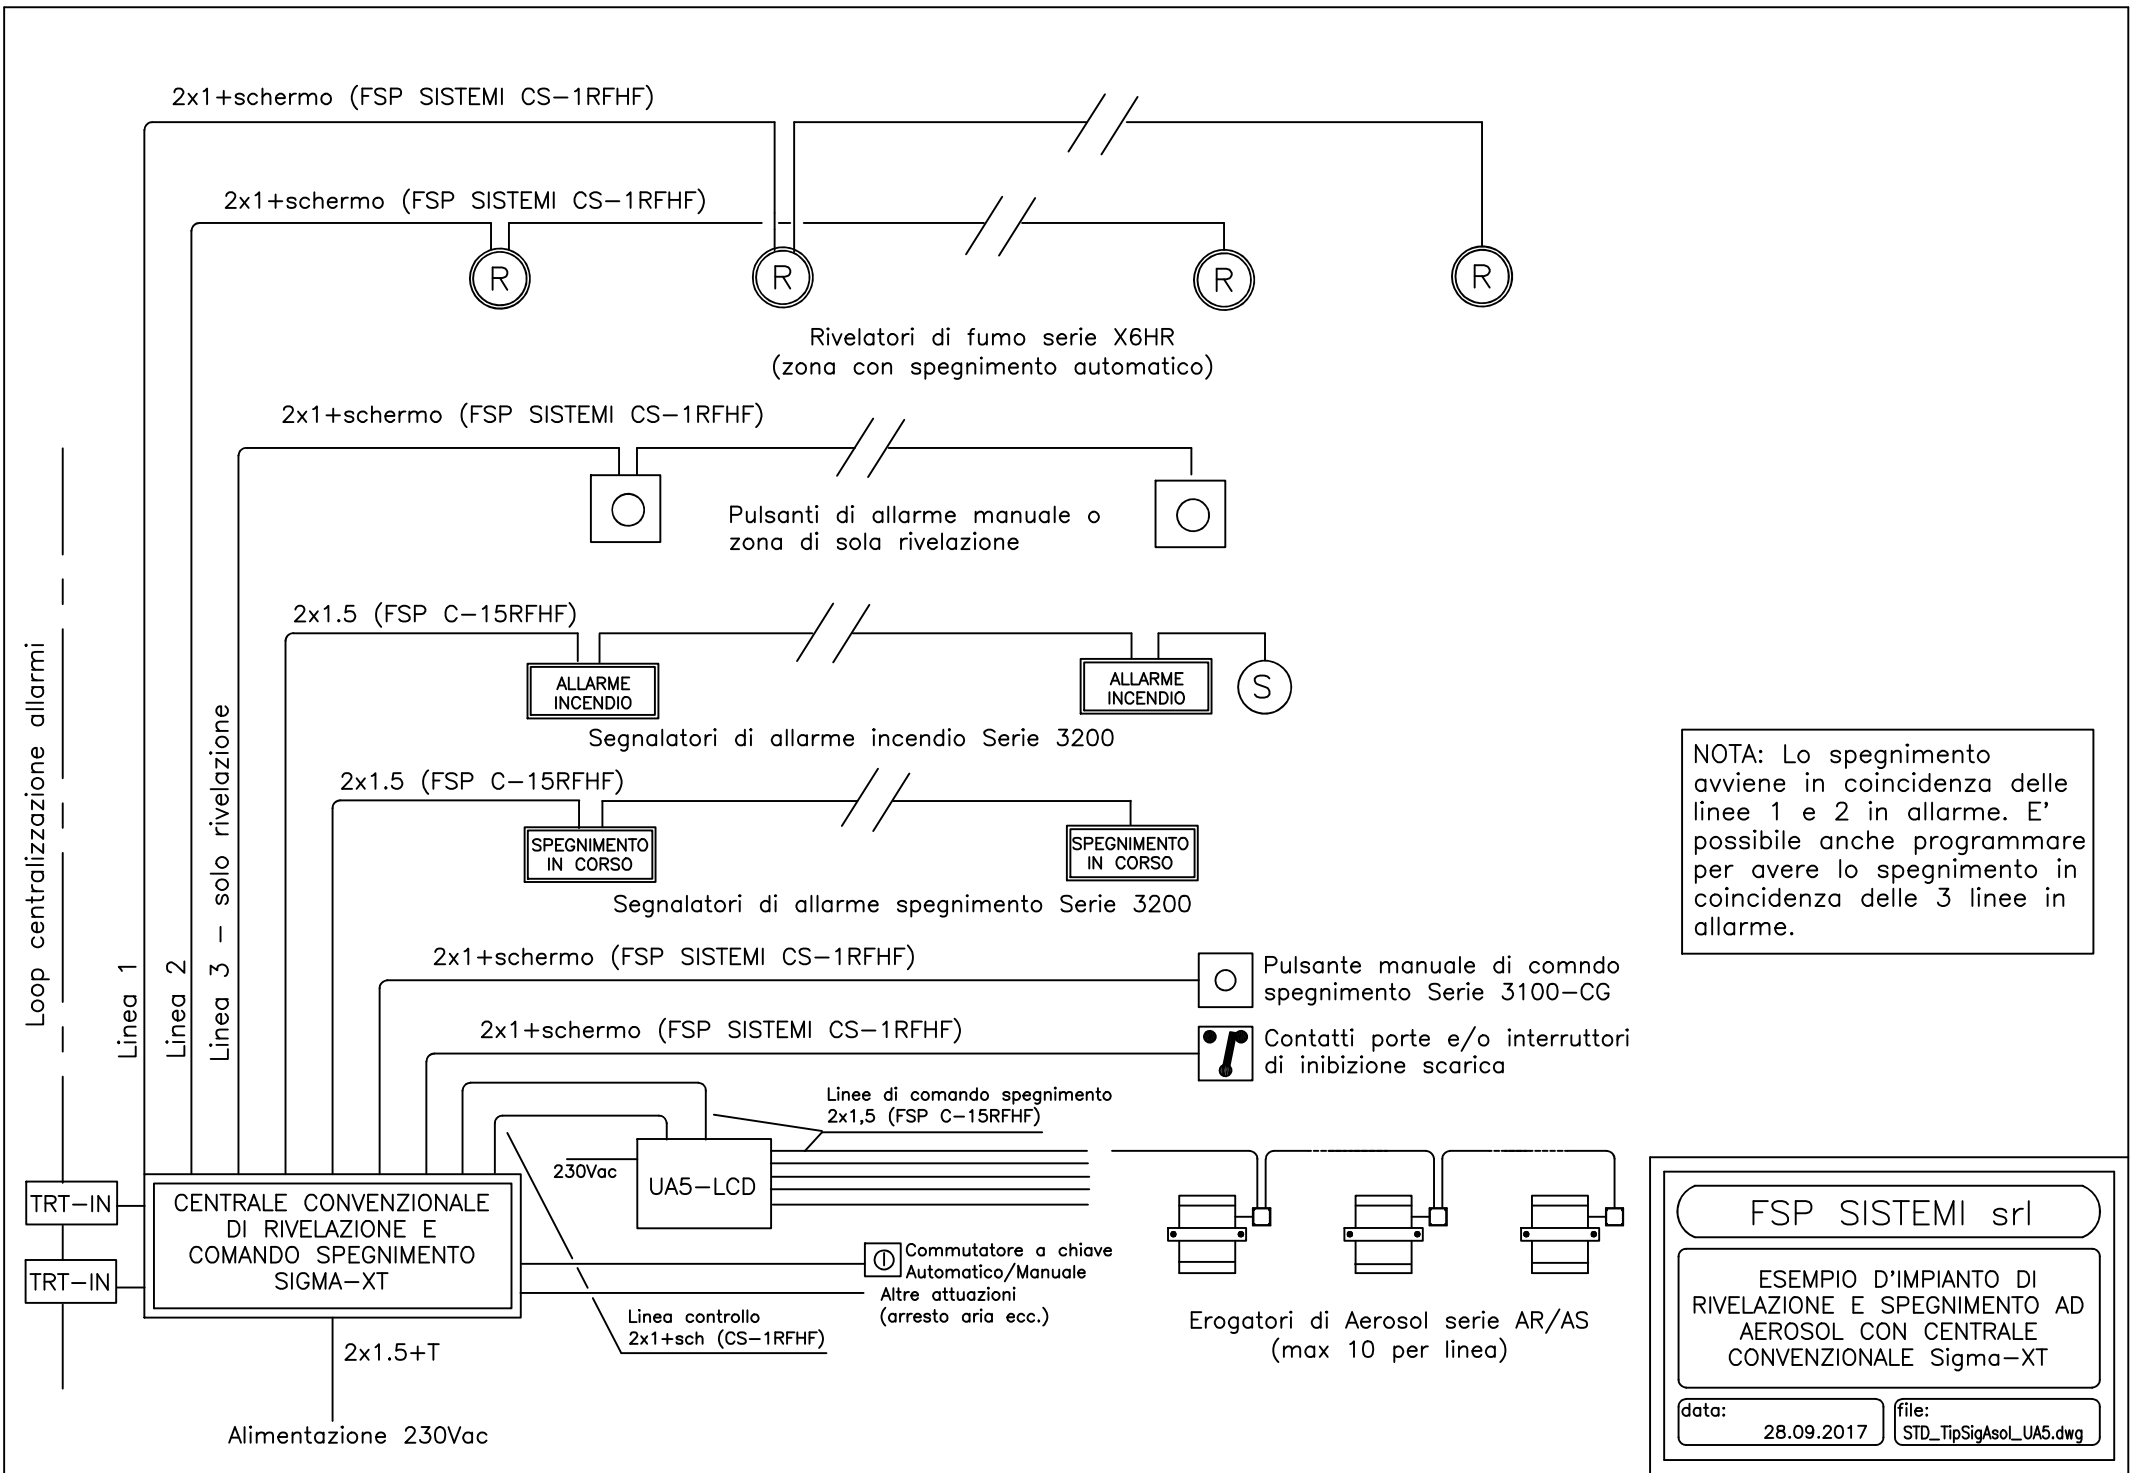 2x1+schermo (FSP SISTEMI CS-1RFHF)
2x1+schermo (FSP SISTEMI CS-1RFHF)
R
R
R
R
Rivelatori di fumo serie X6HR
(zona con spegnimento automatico)
2x1+schermo (FSP SISTEMI CS-1RFHF)
Pulsanti di allarme manuale o
zona di sola rivelazione
2x1.5 (FSP C-15RFHF)
ALLARME
INCENDIO
ALLARME
INCENDIO
S
Segnalatori di allarme incendio Serie 3200
2x1.5 (FSP C-15RFHF)
SPEGNIMENTO
IN CORSO
SPEGNIMENTO
IN CORSO
Segnalatori di allarme spegnimento Serie 3200
NOTA: Lo spegnimento
avviene in coincidenza delle
linee 1 e 2 in allarme. E'
possibile anche programmare
per avere lo spegnimento in
coincidenza delle 3 linee in
allarme.
Loop centralizzazione allarmi
Linea 1
Linea 2
Linea 3 - solo rivelazione
2x1+schermo (FSP SISTEMI CS-1RFHF)
Pulsante manuale di comndo
spegnimento Serie 3100-CG
2x1+schermo (FSP SISTEMI CS-1RFHF)
Contatti porte e/o interruttori
di inibizione scarica
Linee di comando spegnimento
2x1,5 (FSP C-15RFHF)
230Vac
UA5-LCD
TRT-IN
TRT-IN
CENTRALE CONVENZIONALE
DI RIVELAZIONE E
COMANDO SPEGNIMENTO
SIGMA-XT
Commutatore a chiave
Automatico/Manuale
Altre attuazioni
(arresto aria ecc.)
Linea controllo
2x1+sch (CS-1RFHF)
2x1.5+T
Alimentazione 230Vac
Erogatori di Aerosol serie AR/AS
(max 10 per linea)
FSP SISTEMI srl
ESEMPIO D'IMPIANTO DI
RIVELAZIONE E SPEGNIMENTO AD
AEROSOL CON CENTRALE
CONVENZIONALE Sigma-XT
data:
28.09.2017
file:
STD_TipSigAsol_UA5.dwg